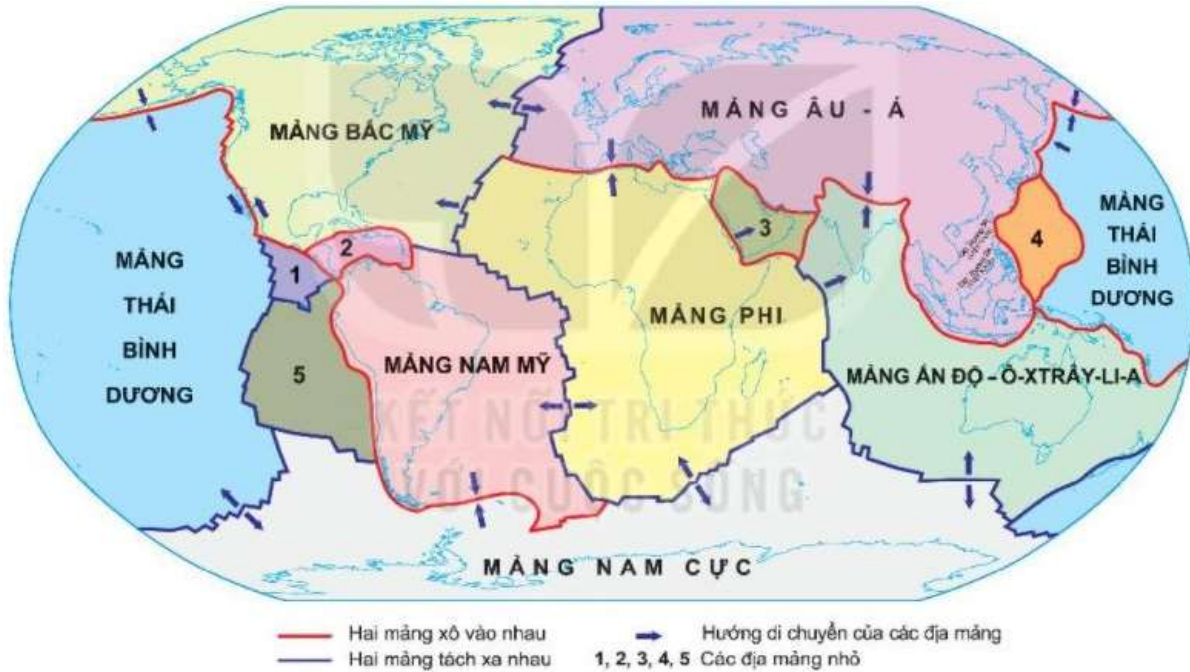 MẢNG BẮC MỸ
MẢNG ÂU - Á
MẢNG
THÁI
BÌNH
DƯƠNG
1
2
3
4
5
MẢNG
THÁI
BÌNH
DƯƠNG
MẢNG PHI
MẢNG NAM MỸ
MẢNG ẤN ĐỘ - Ô-XTRÂY-LI-A
KẾT NỐI TRI THỨC
VỚI CUỘC SỐNG
MẢNG NAM CỰC
Hai mảng xô vào nhau
Hướng di chuyển của các địa mảng
Hai mảng tách xa nhau
1, 2, 3, 4, 5 Các địa mảng nhỏ